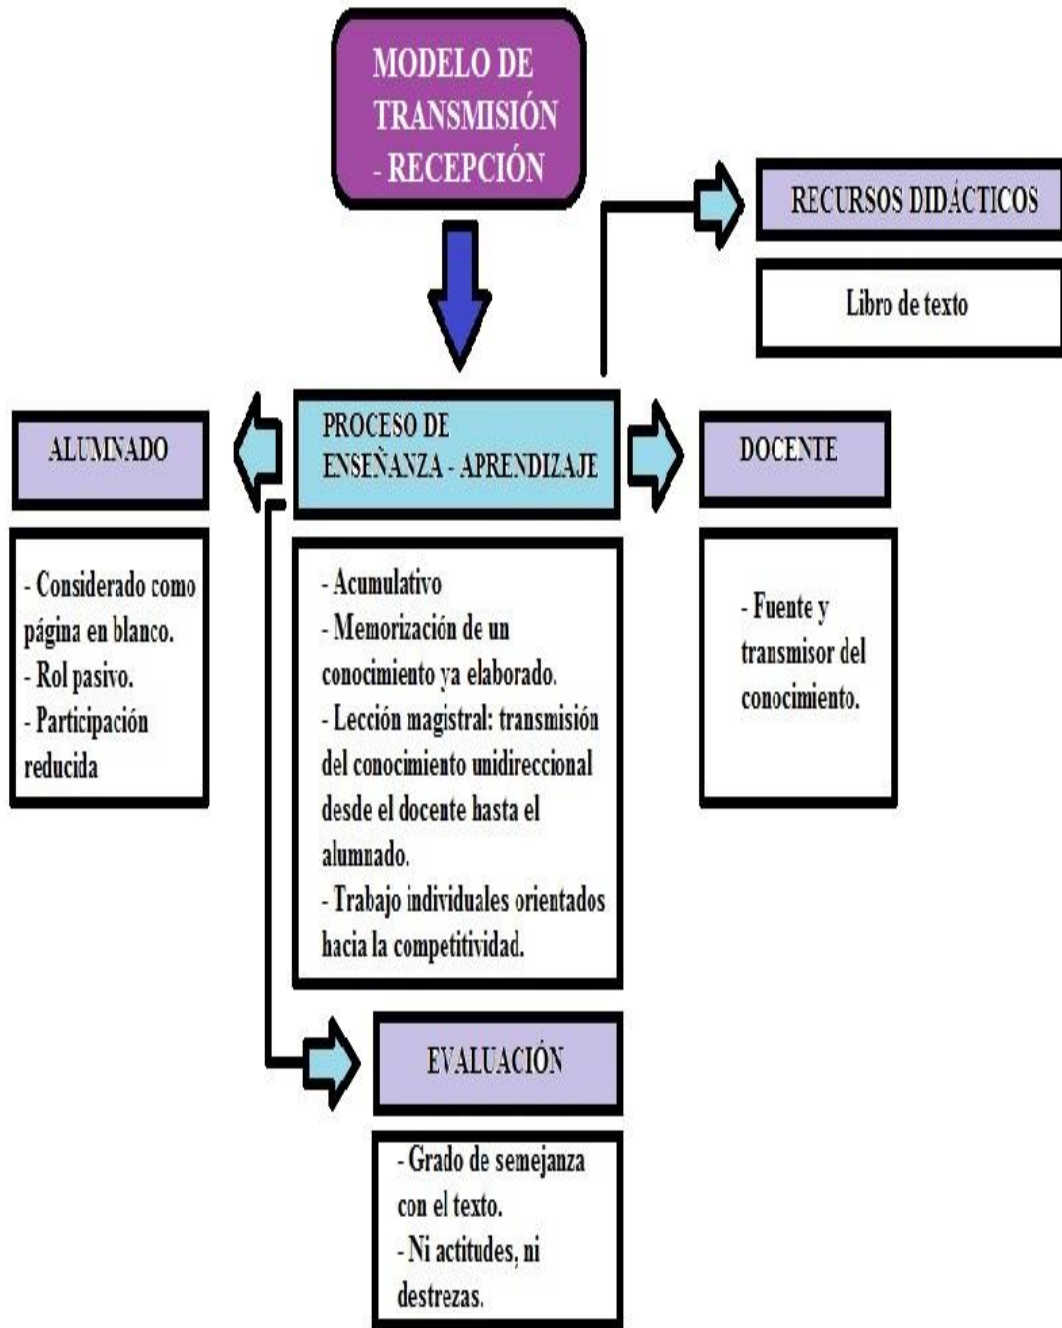 MODELO DE
TRANSMISIÓN
- RECEPCIÓN
RECURSOS DIDÁCTICOS
Libro de texto
ALUMNADO
- Considerado como
página en blanco.
- Rol pasivo.
- Participación
reducida
PROCESO DE
ENSEÑANZA - APRENDIZAJE
- Acumulativo
- Memorización de un
conocimiento ya elaborado.
- Lección magistral: transmisión
del conocimiento unidireccional
desde el docente hasta el
alumnado.
- Trabajo individuales orientados
hacia la competitividad.
DOCENTE
- Fuente y
transmisor del
conocimiento.
EVALUACIÓN
- Grado de semejanza
con el texto.
- Ni actitudes, ni
destrezas.